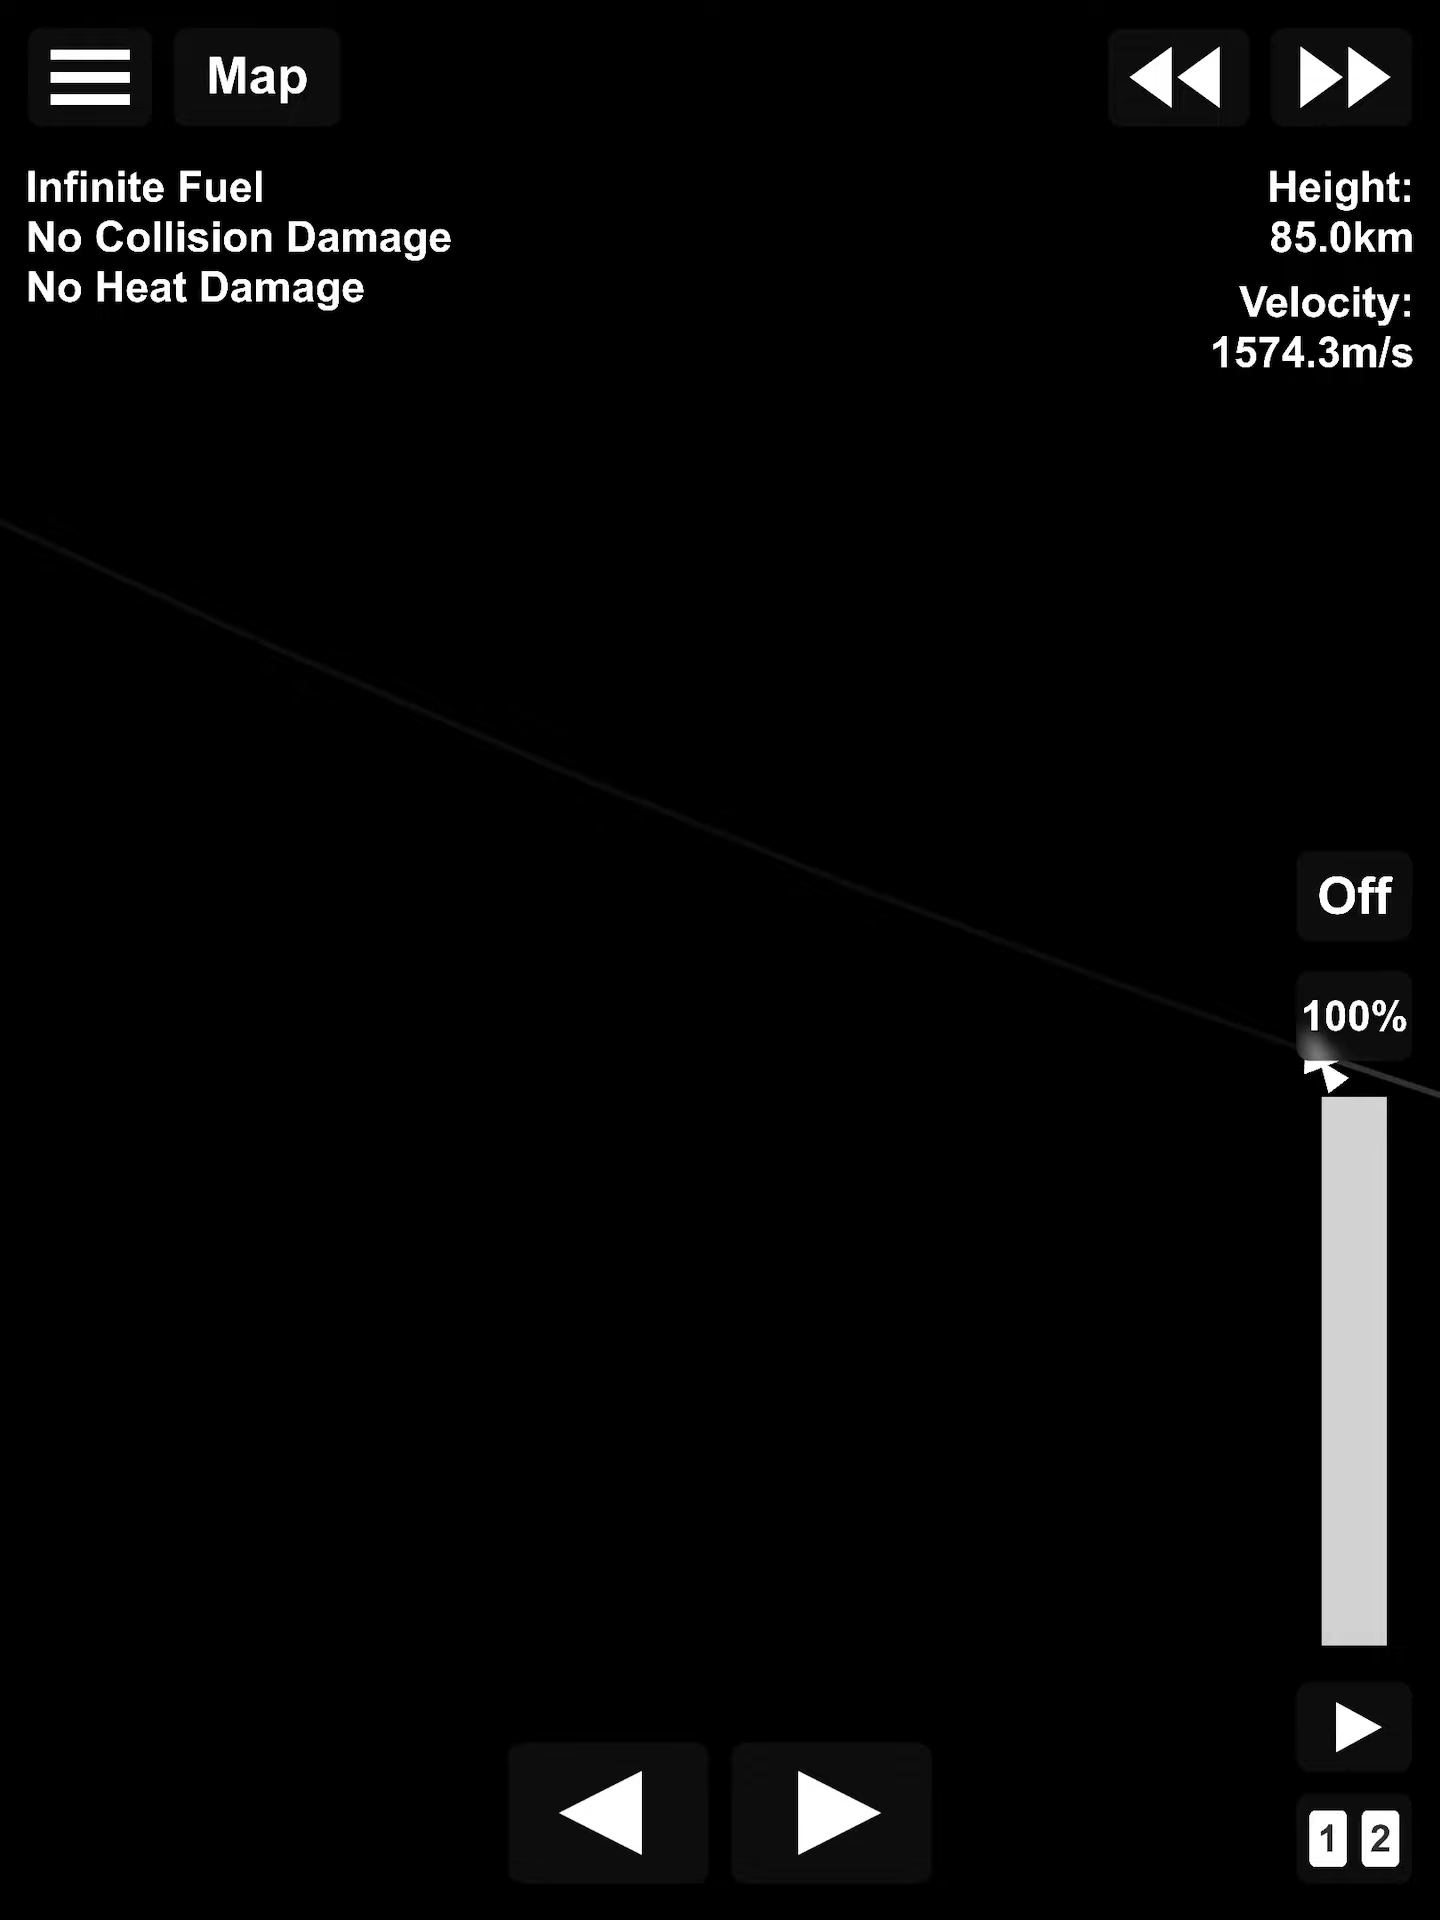 Map
Infinite Fuel
No Collision Damage
No Heat Damage
Height:
85.0km
Velocity:
1574.3m/s
Off
100%
1 2